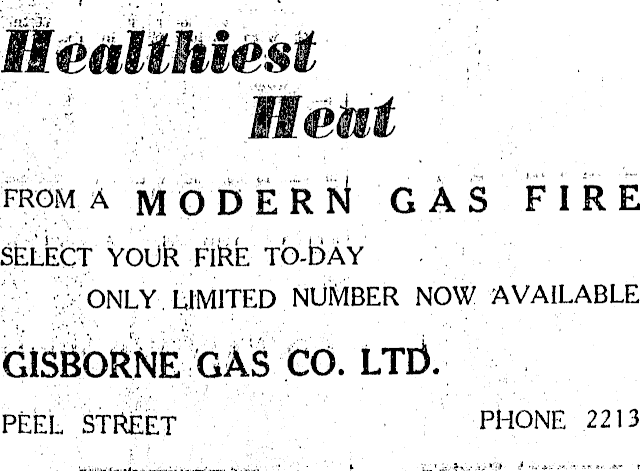 Healthiest
Heat
FROM A MODERN GAS FIRE
SELECT YOUR FIRE TO-DAY
ONLY LIMITED NUMBER NOW AVAILABLE
GISBORNE GAS CO. LTD.
PEEL STREET PHONE 2213